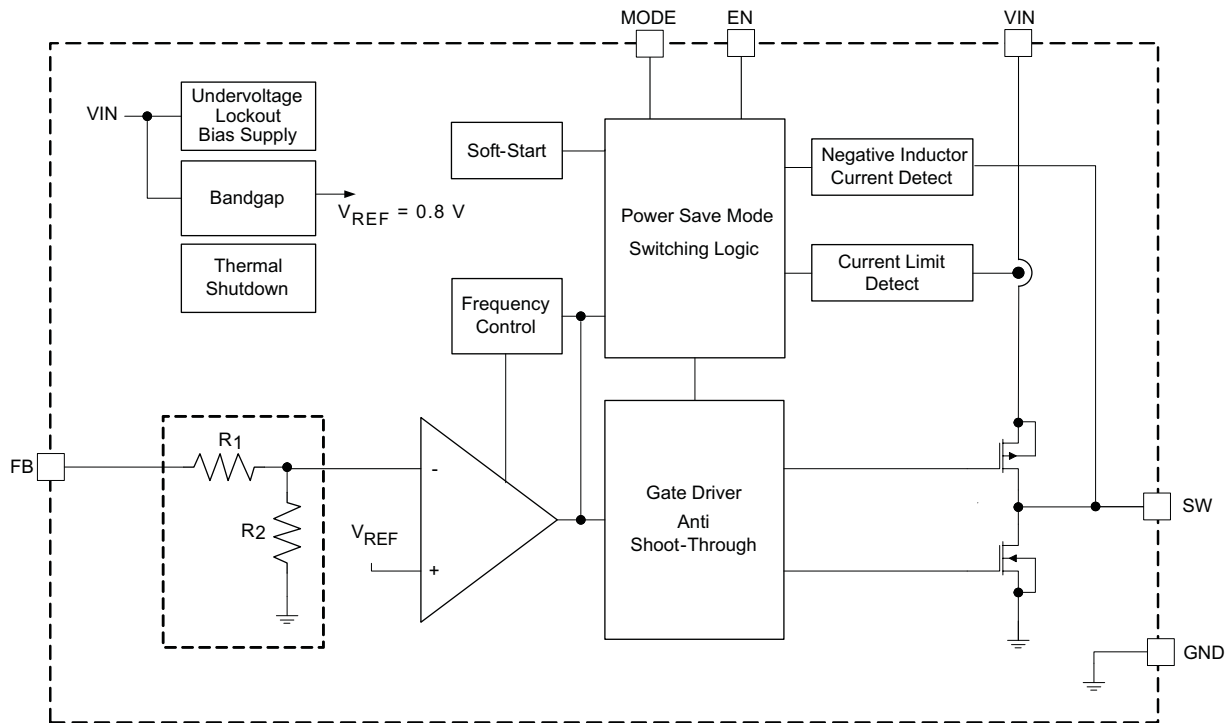 MODE EN VIN
VIN
Undervoltage
Lockout
Bias Supply
Bandgap
VREF = 0.8 V
Thermal
Shutdown
Soft-Start
Power Save Mode
Switching Logic
Negative Inductor
Current Detect
Current Limit
Detect
Frequency
Control
FB
R1
R2
VREF
-
+
Gate Driver
Anti
Shoot-Through
SW
GND